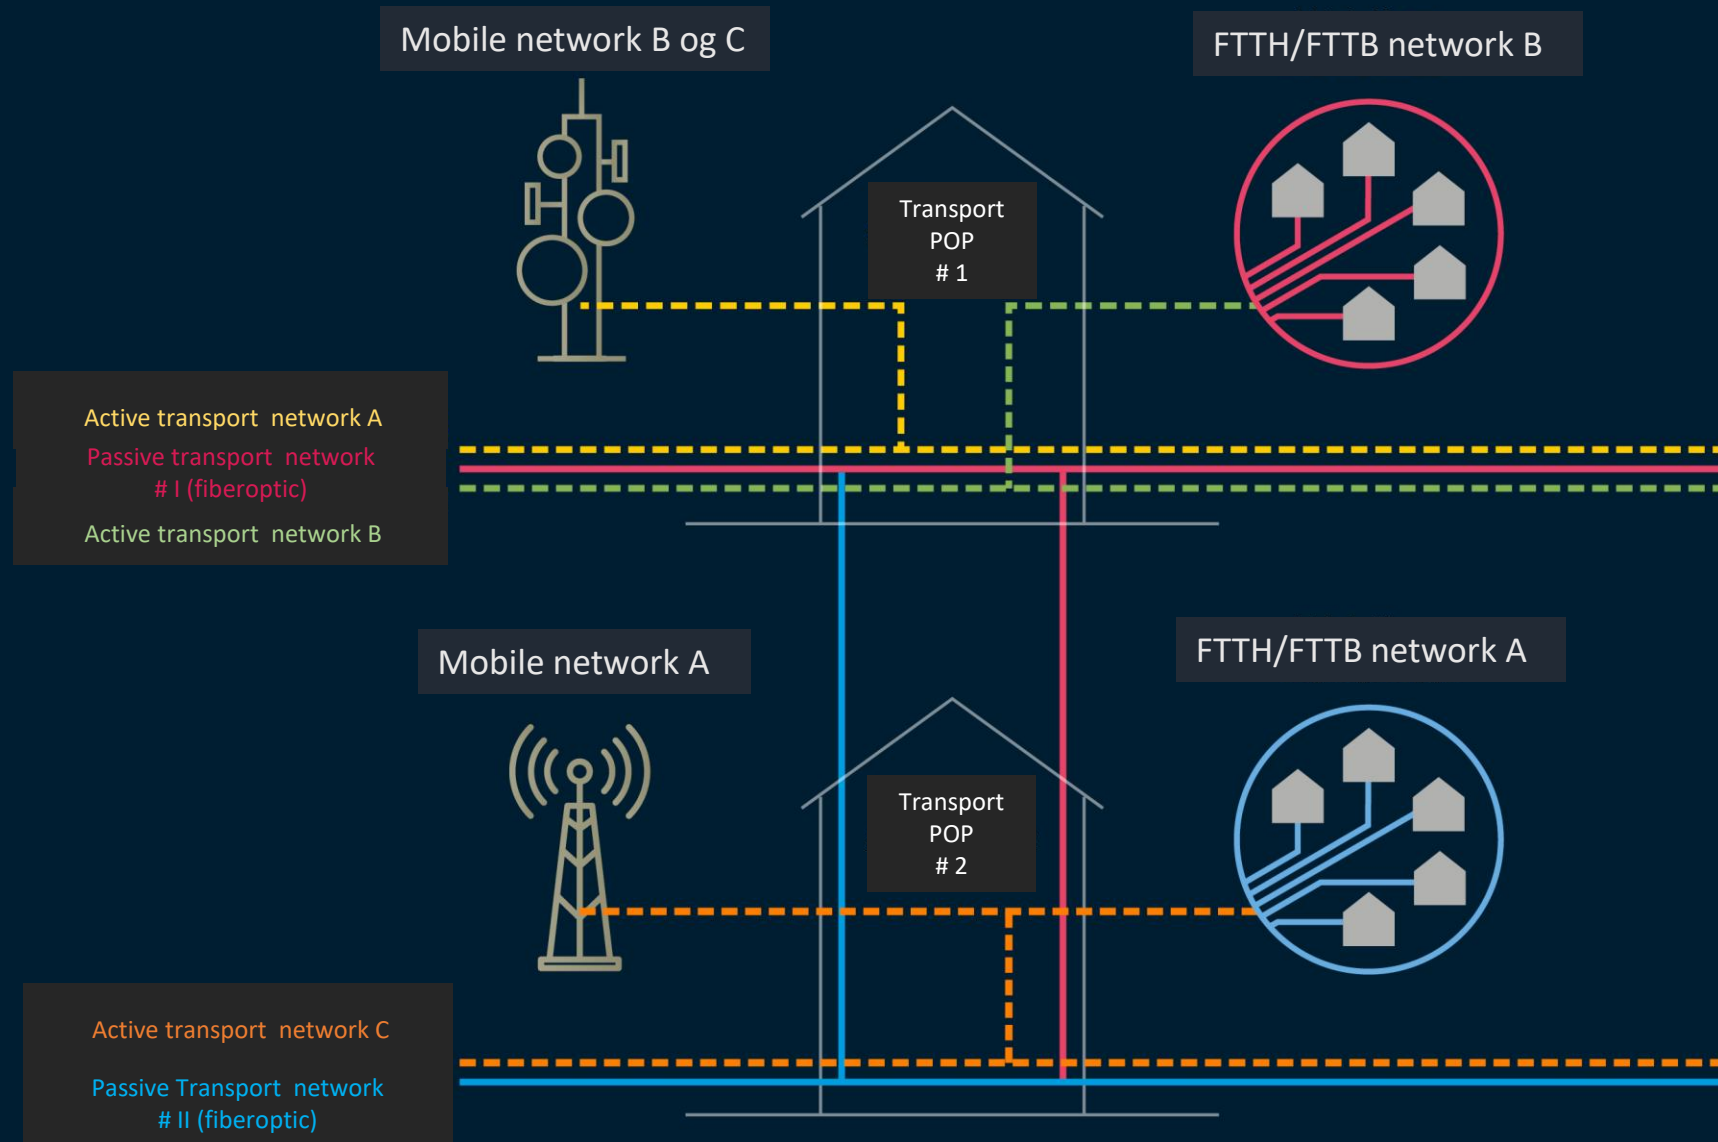 Mobile network B og C
FTTH/FTTB network B
Transport
POP
# 1
Active transport network A
Passive transport network
# I (fiberoptic)
Active transport network B
Mobile network A
FTTH/FTTB network A
Transport
POP
# 2
Active transport network C
Passive Transport network
# II (fiberoptic)